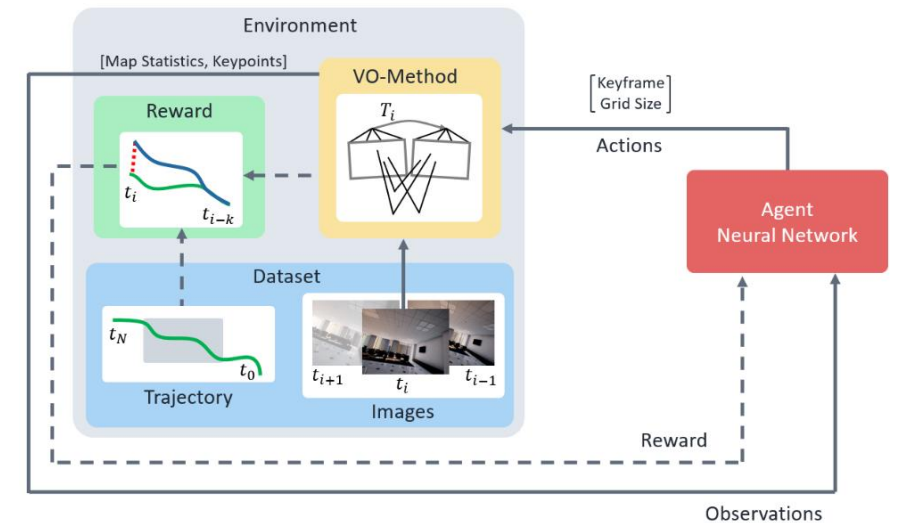 Environment
[Map Statistics, Keypoints]
VO-Method
T_i
Reward
t_i
t_{i-k}
[Keyframe
Grid Size]
Actions
Agent
Neural Network
Dataset
t_N
t_0
Trajectory
t_{i+1}
t_i
t_{i-1}
Images
Reward
Observations